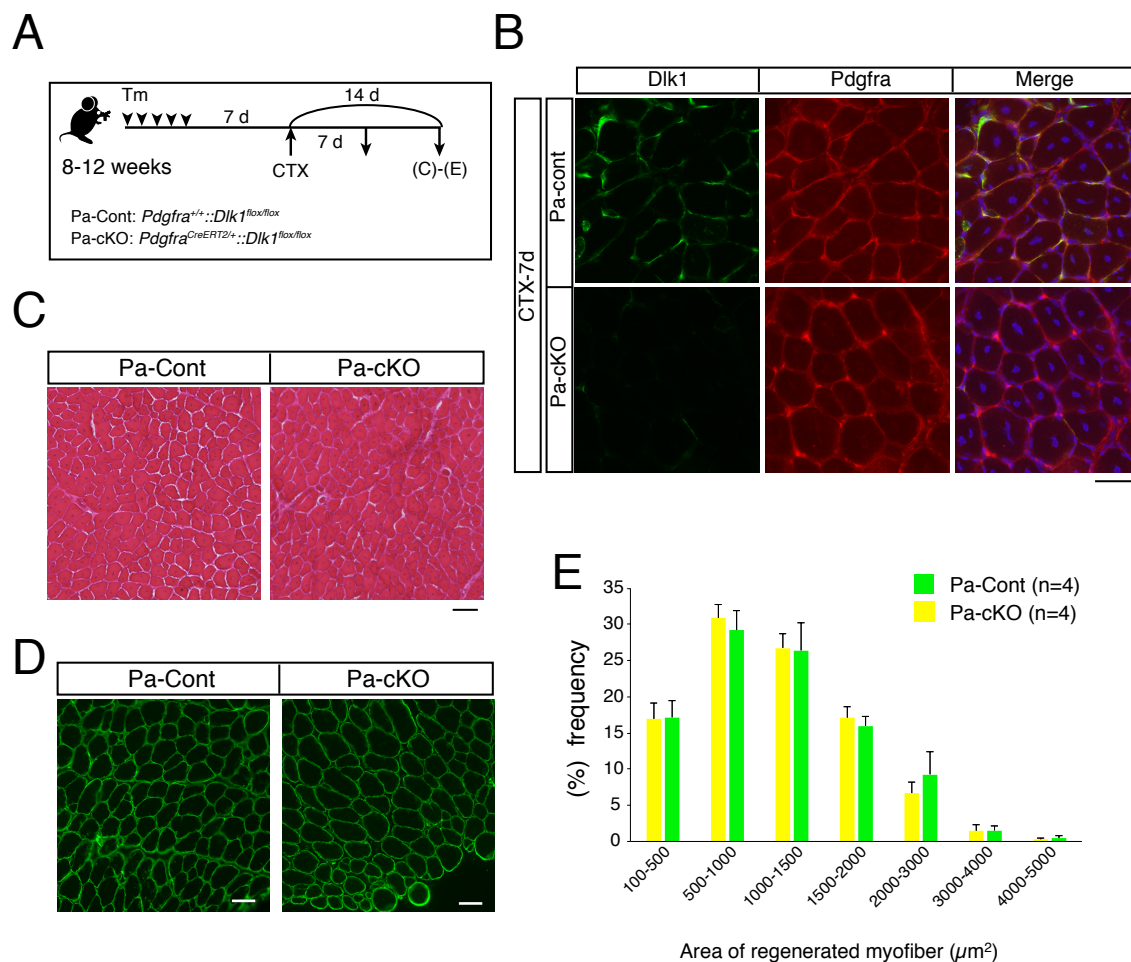 A
Tm
14 d
7 d
7 d
8-12 weeks
CTX
(C)-(E)
Pa-Cont: Pdgfra+/+::Dlk1flox/flox
Pa-cKO: PdgfraCreERT2/+::Dlk1flox/flox
B
Dlk1 Pdgfra Merge
CTX-7d
Pa-cont
Pa-cKO
C
Pa-Cont Pa-cKO
D
Pa-Cont Pa-cKO
E
Pa-Cont (n=4)
Pa-cKO (n=4)
(%) frequency
35
30
25
20
15
10
5
0
100-500 500-1000 1000-1500 1500-2000 2000-3000 3000-4000 4000-5000
Area of regenerated myofiber (μm²)